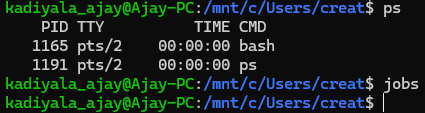 kadiyala_ajay@Ajay-PC:/mnt/c/Users/creat$ ps
    PID TTY          TIME CMD
   1165 pts/2    00:00:00 bash
   1191 pts/2    00:00:00 ps
kadiyala_ajay@Ajay-PC:/mnt/c/Users/creat$ jobs
kadiyala_ajay@Ajay-PC:/mnt/c/Users/creat$